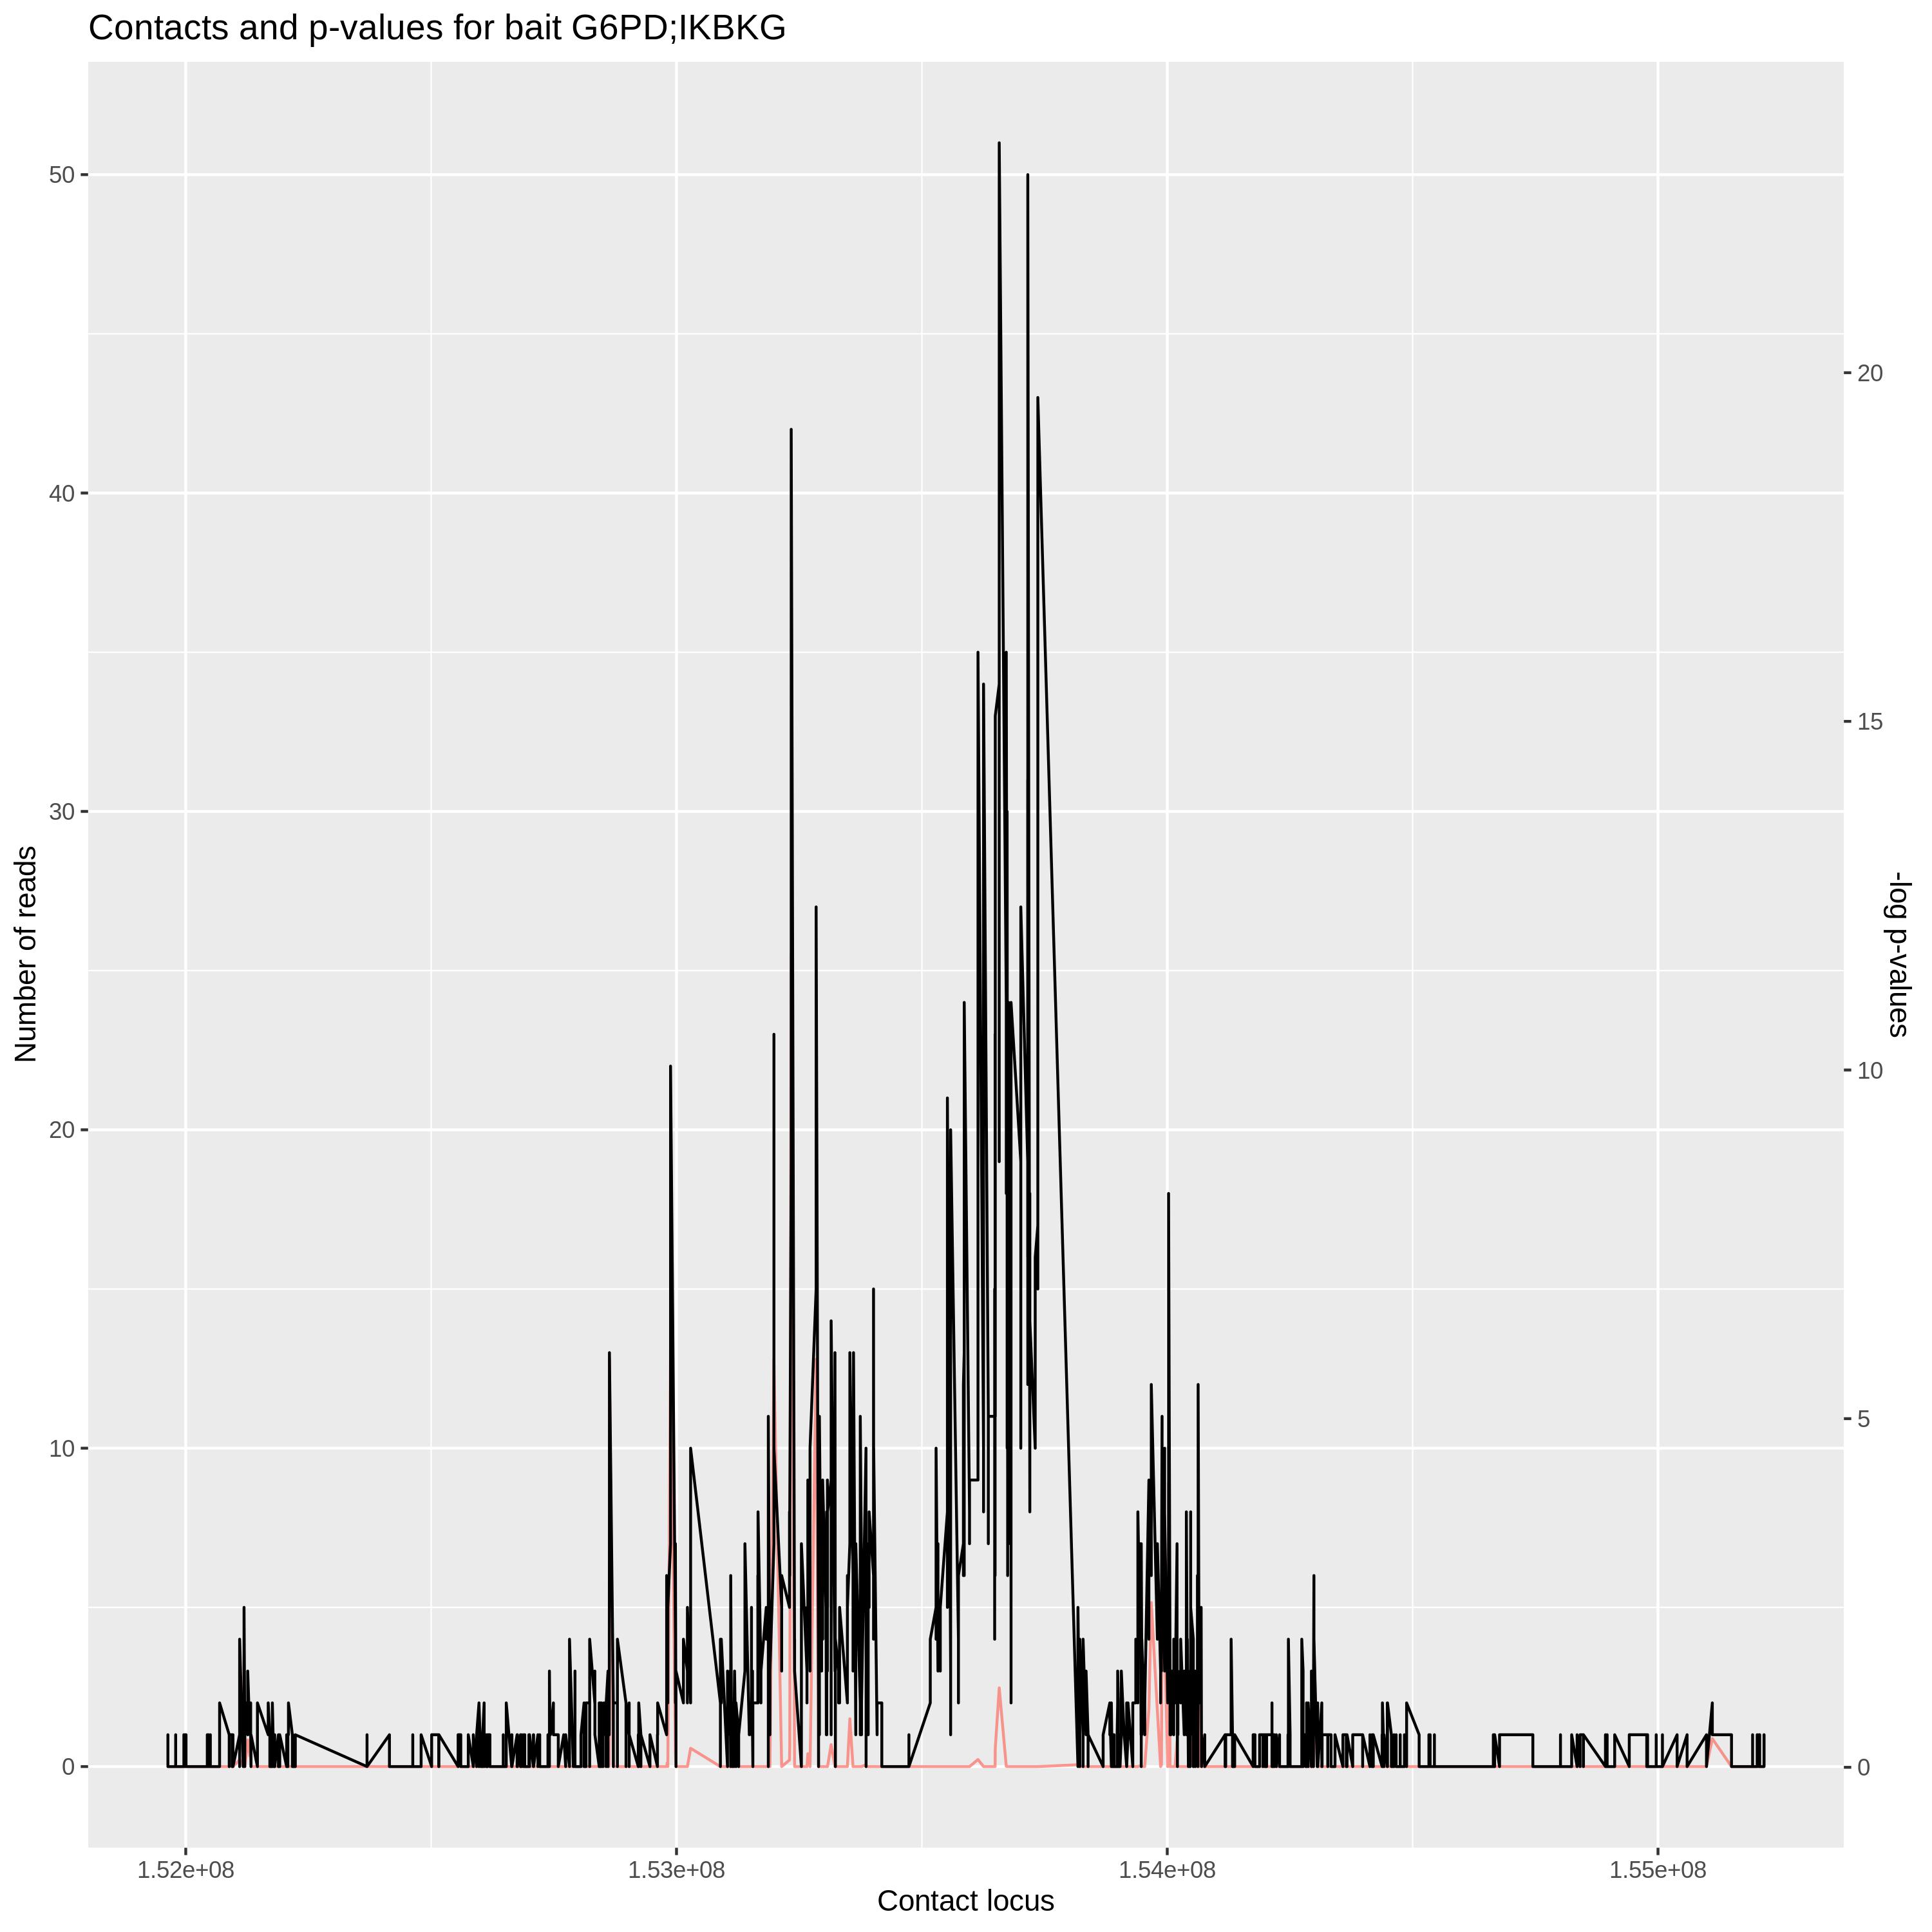 Contacts and p-values for bait G6PD;IKBKG
Number of reads
50
40
30
20
10
0
20
15
10
5
0
-log p-values
1.52e+08 1.53e+08 1.54e+08 1.55e+08
Contact locus